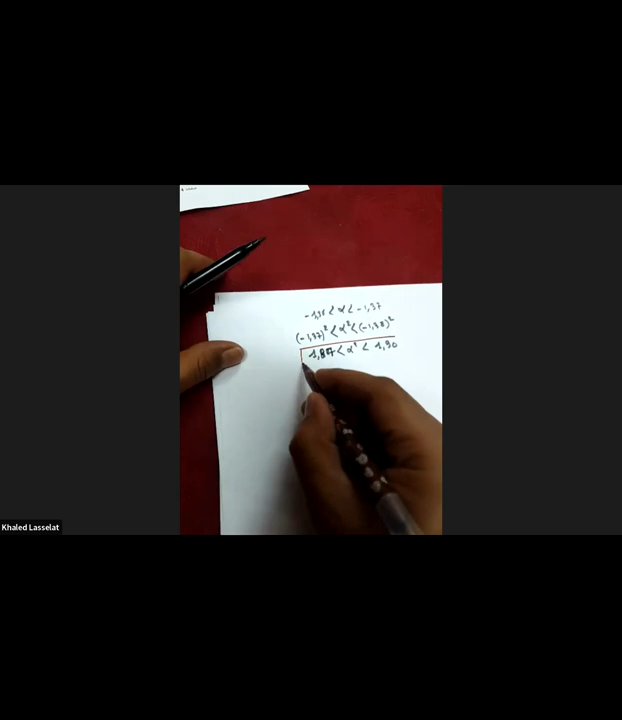 -1,38 < α < -1,37
(-1,37)² < α² < (-1,38)²
1,87 < α² < 1,90
Khaled Lasselat